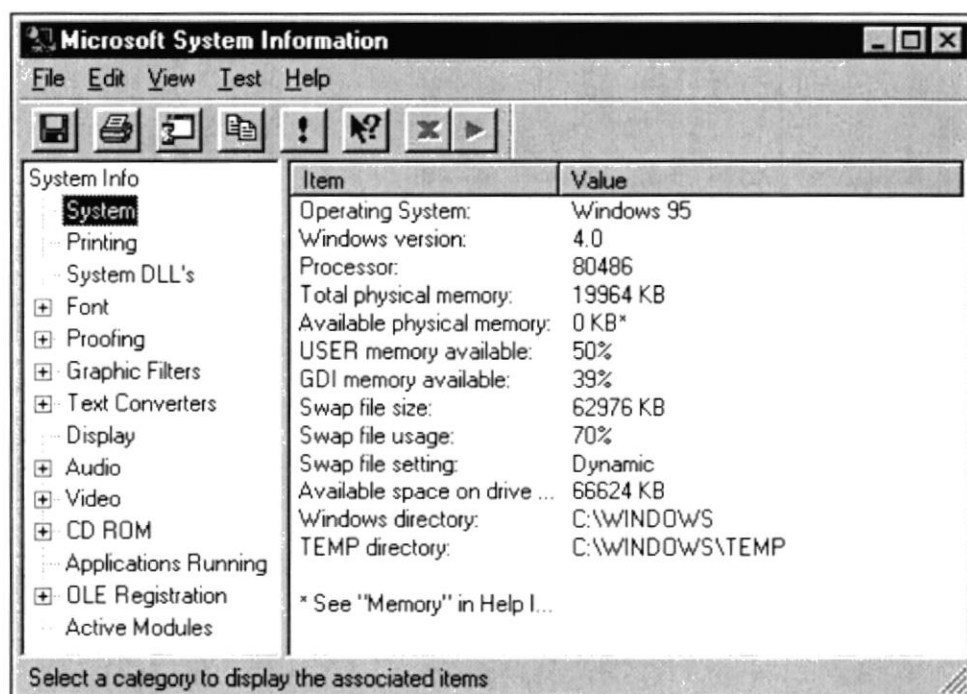 Microsoft System Information
File Edit View Test Help
System Info
System
Printing
System DLL's
Font
Proofing
Graphic Filters
Text Converters
Display
Audio
Video
CD ROM
Applications Running
OLE Registration
Active Modules
Item Value
Operating System: Windows 95
Windows version: 4.0
Processor: 80486
Total physical memory: 19964 KB
Available physical memory: 0 KB*
USER memory available: 50%
GDI memory available: 39%
Swap file size: 62976 KB
Swap file usage: 70%
Swap file setting: Dynamic
Available space on drive ... 66624 KB
Windows directory: C:\WINDOWS
TEMP directory: C:\WINDOWS\TEMP
* See "Memory" in Help I...
Select a category to display the associated items